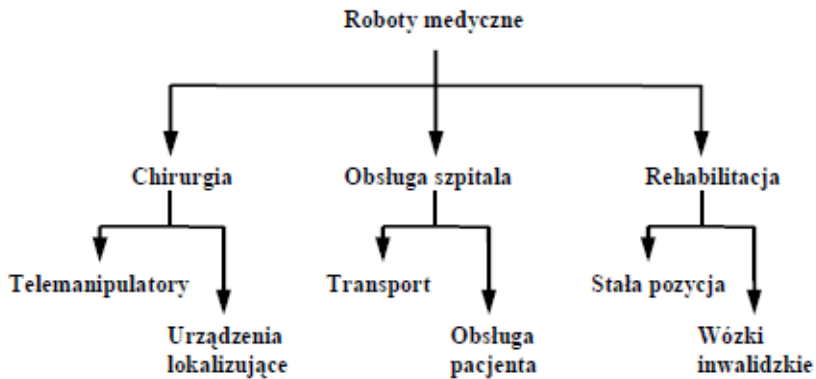 Roboty medyczne
Chirurgia
Obsługa szpitala
Rehabilitacja
Telemanipulatory
Transport
Stała pozycja
Urządzenia
lokalizujące
Obsługa
pacjenta
Wózki
inwalidzkie